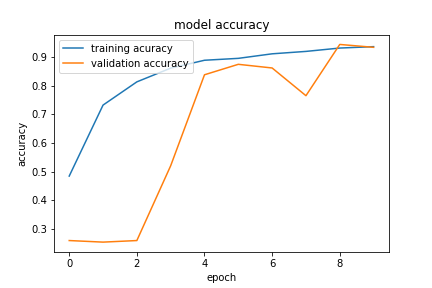 model accuracy
training acuracy
validation accuracy
accuracy
0.9
0.8
0.7
0.6
0.5
0.4
0.3
0 2 4 6 8
epoch